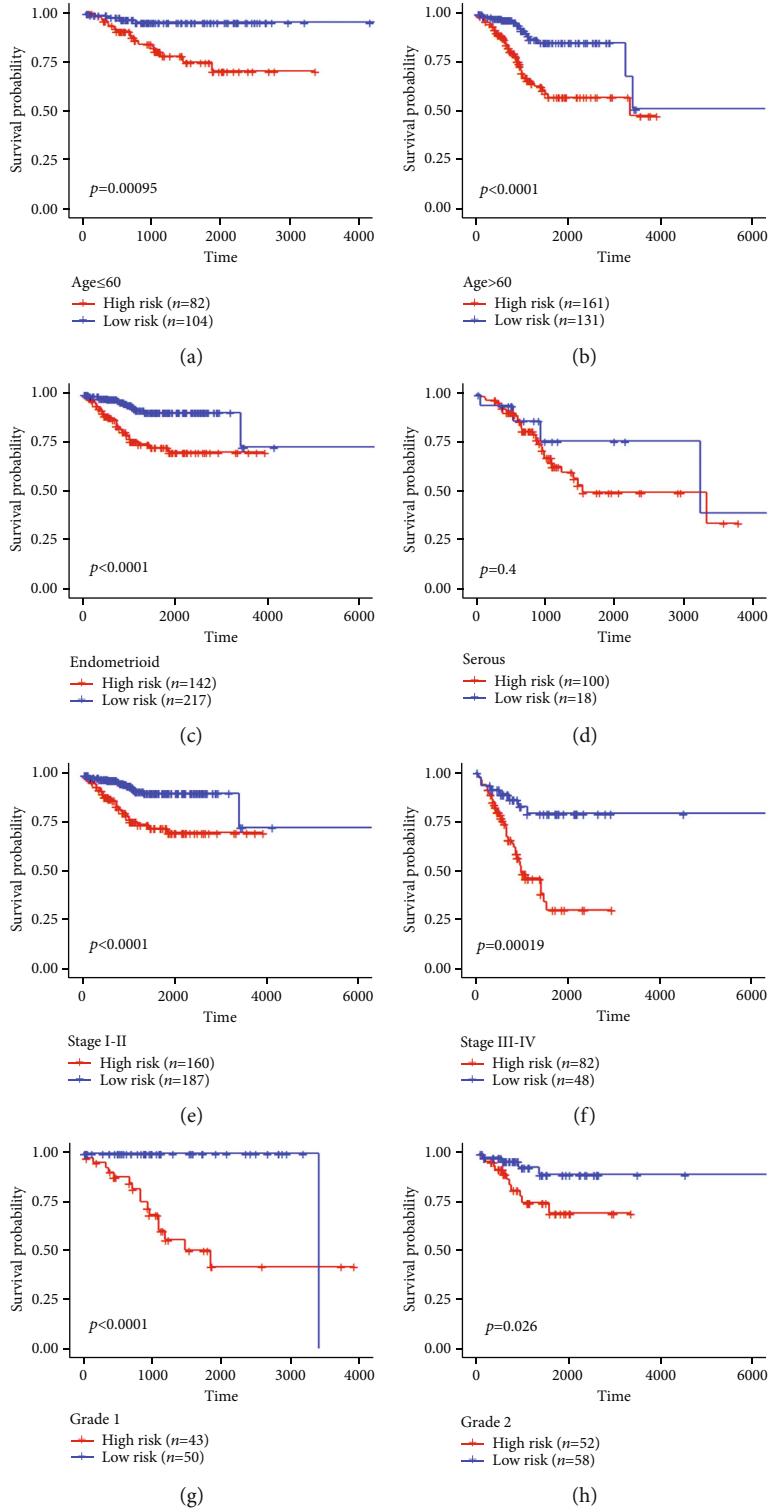 1.00
0.75
0.50
0.25
0.00
Survival probability
p=0.00095
0 1000 2000 3000 4000
Time
Age≤60
High risk (n=82)
Low risk (n=104)
(a)
1.00
0.75
0.50
0.25
0.00
Survival probability
p<0.0001
0 2000 4000 6000
Time
Age>60
High risk (n=161)
Low risk (n=131)
(b)
1.00
0.75
0.50
0.25
0.00
Survival probability
p<0.0001
0 2000 4000 6000
Time
Endometrioid
High risk (n=142)
Low risk (n=217)
(c)
1.00
0.75
0.50
0.25
0.00
Survival probability
p=0.4
0 1000 2000 3000 4000
Time
Serous
High risk (n=100)
Low risk (n=18)
(d)
1.00
0.75
0.50
0.25
0.00
Survival probability
p<0.0001
0 2000 4000 6000
Time
Stage I-II
High risk (n=160)
Low risk (n=187)
(e)
1.00
0.75
0.50
0.25
0.00
Survival probability
p=0.00019
0 2000 4000 6000
Time
Stage III-IV
High risk (n=82)
Low risk (n=48)
(f)
1.00
0.75
0.50
0.25
0.00
Survival probability
p<0.0001
0 1000 2000 3000 4000
Time
Grade 1
High risk (n=43)
Low risk (n=50)
(g)
1.00
0.75
0.50
0.25
0.00
Survival probability
p=0.026
0 2000 4000 6000
Time
Grade 2
High risk (n=52)
Low risk (n=58)
(h)